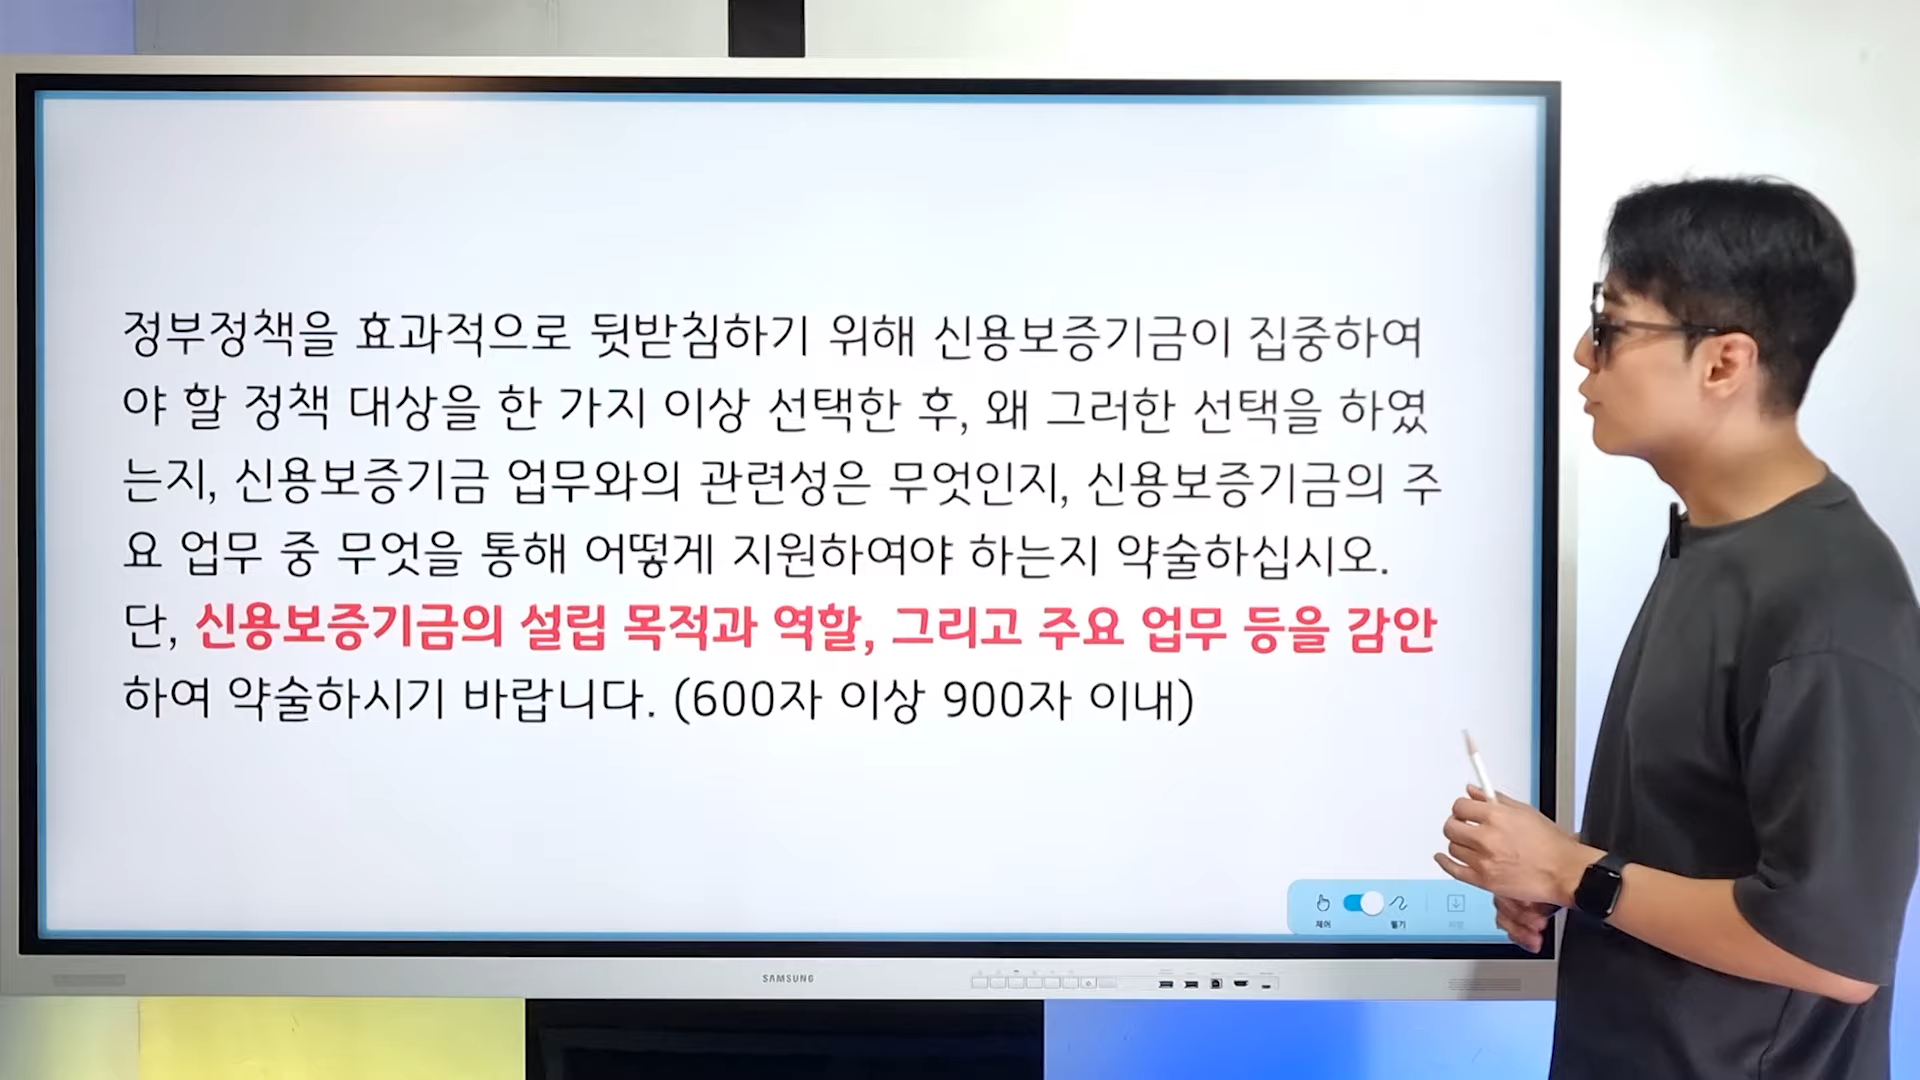 정부정책을 효과적으로 뒷받침하기 위해 신용보증기금이 집중하여
야 할 정책 대상을 한 가지 이상 선택한 후, 왜 그러한 선택을 하였
는지, 신용보증기금 업무와의 관련성은 무엇인지, 신용보증기금의 주
요 업무 중 무엇을 통해 어떻게 지원하여야 하는지 약술하십시오.
단, 신용보증기금의 설립 목적과 역할, 그리고 주요 업무 등을 감안
하여 약술하시기 바랍니다. (600자 이상 900자 이내)
제어 필기
SAMSUNG